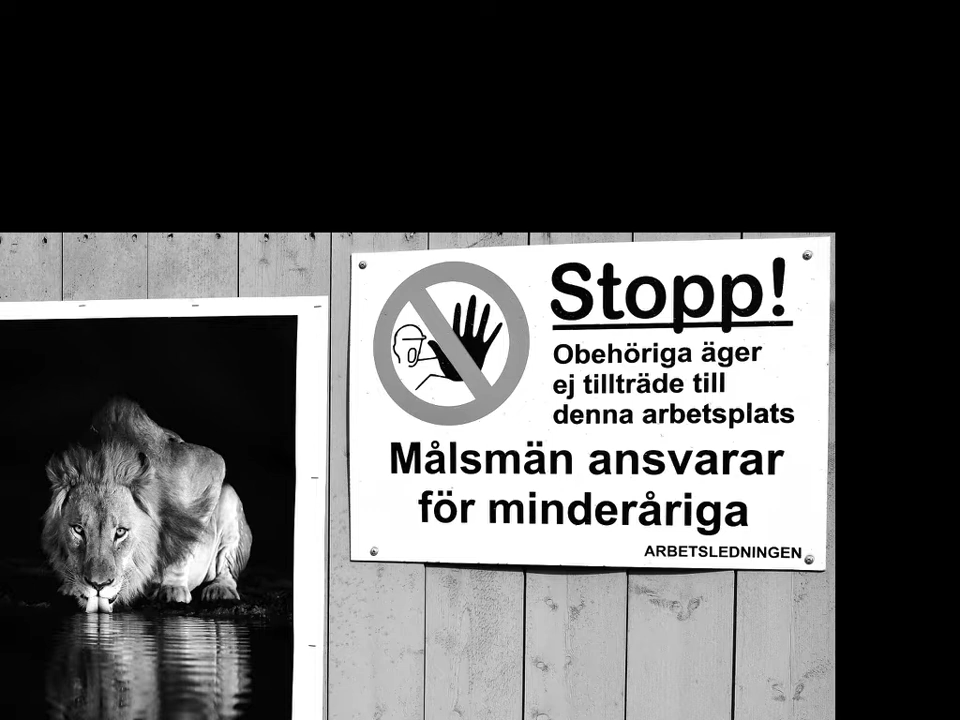 Stopp!
Obehöriga äger
ej tillträde till
denna arbetsplats
Målsmän ansvarar
för minderåriga
ARBETSLEDNINGEN